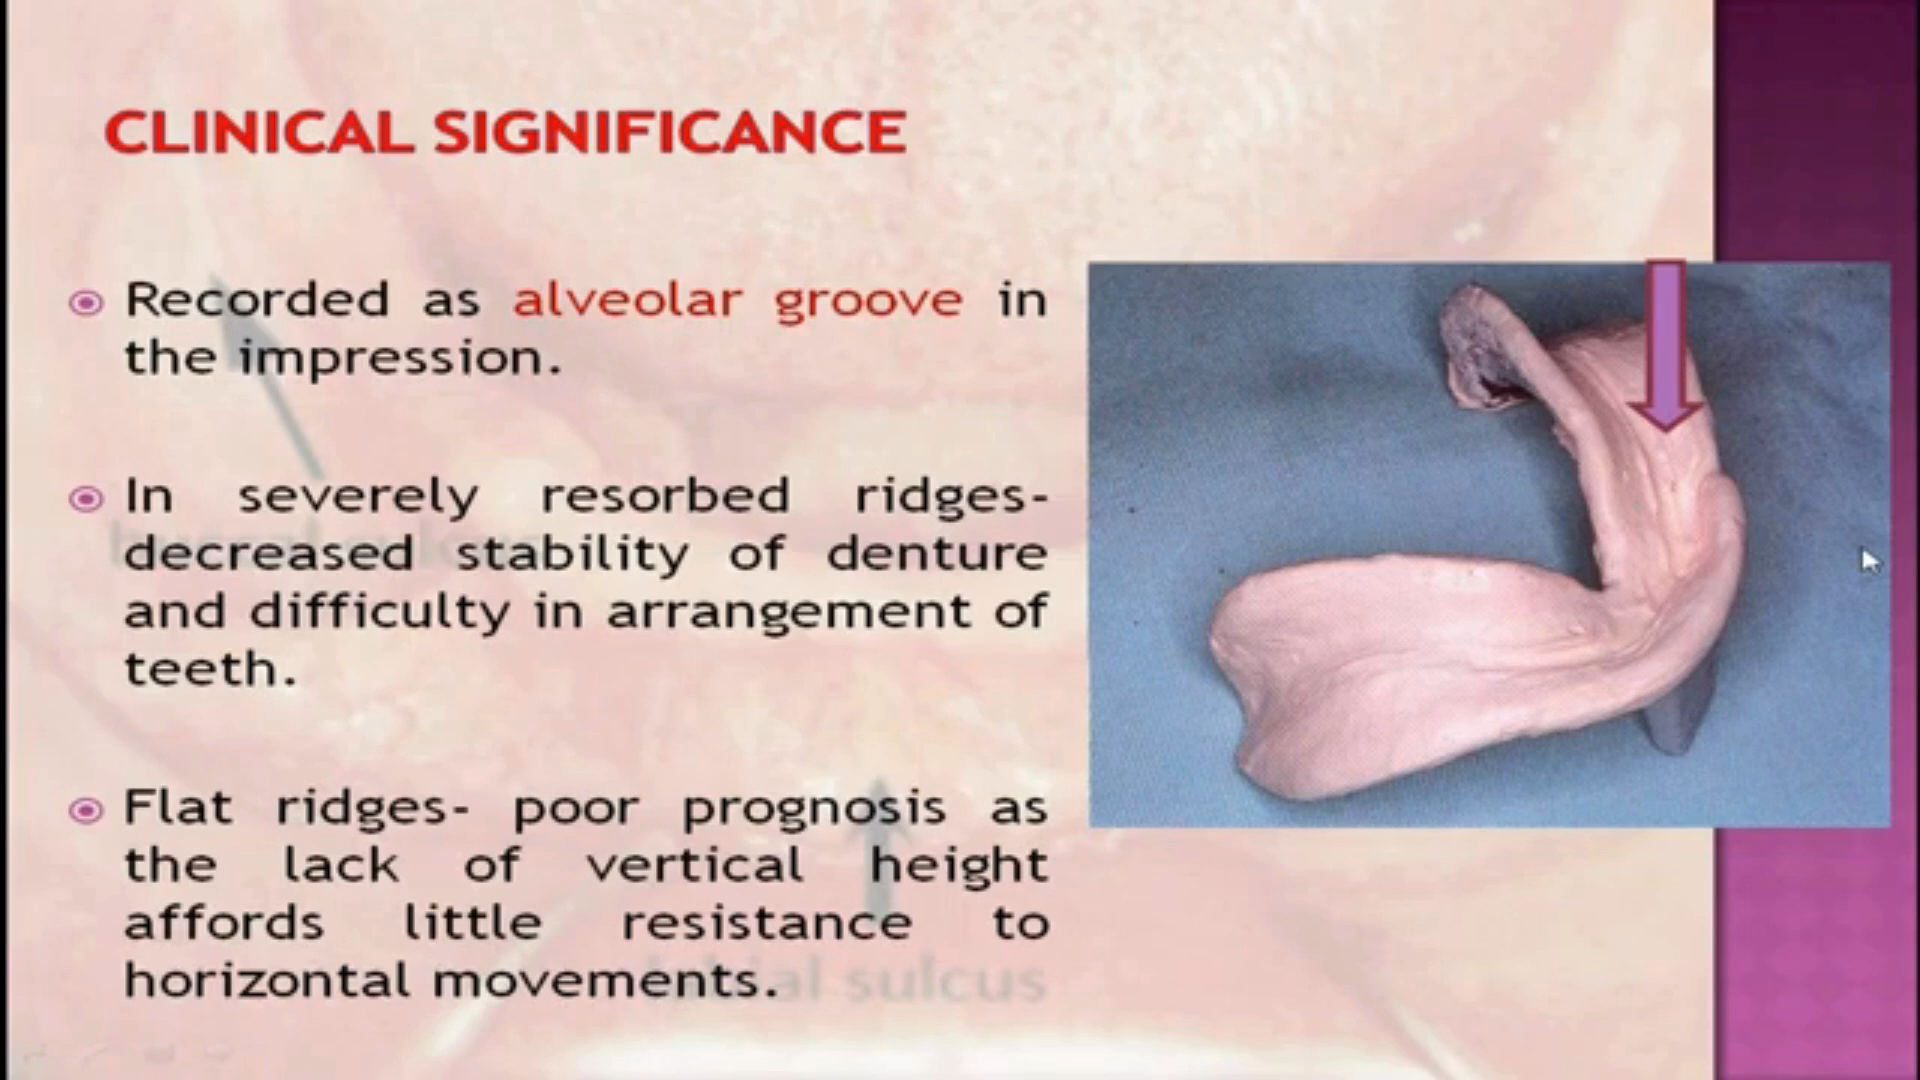 CLINICAL SIGNIFICANCE
Recorded as alveolar groove in
the impression.
In severely resorbed ridges-
decreased stability of denture
and difficulty in arrangement of
teeth.
Flat ridges- poor prognosis as
the lack of vertical height
affords little resistance to
horizontal movements.
sulcus